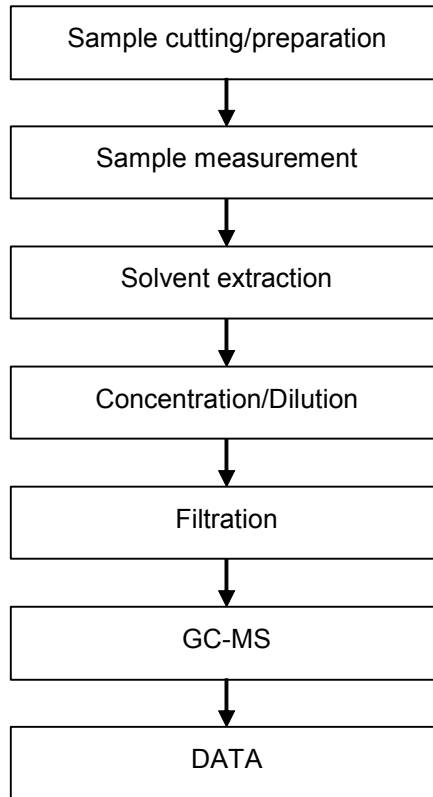 Sample cutting/preparation
Sample measurement
Solvent extraction
Concentration/Dilution
Filtration
GC-MS
DATA